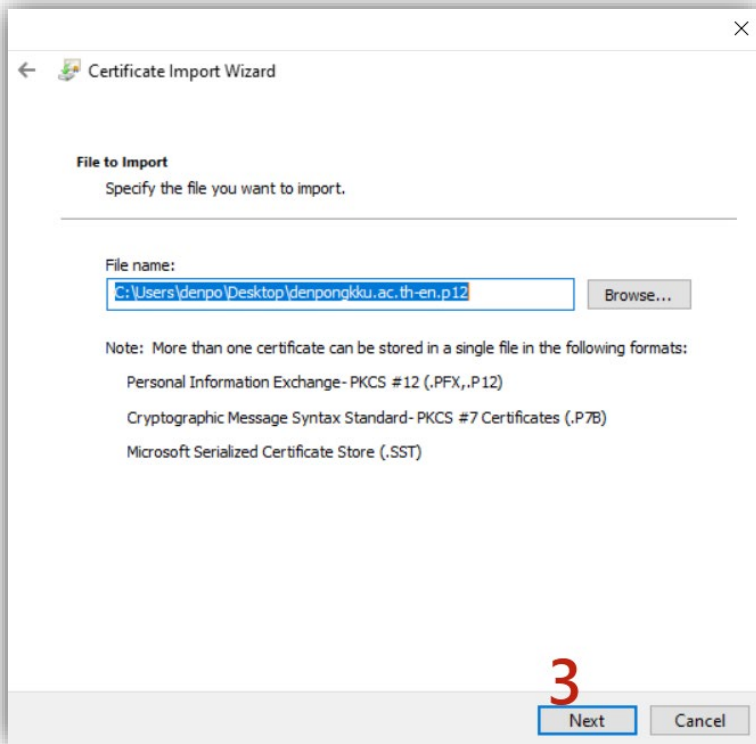 Certificate Import Wizard
File to Import
Specify the file you want to import.
File name:
C:\Users\denpo\Desktop\denpongkku.ac.th-en.p12
Browse...
Note: More than one certificate can be stored in a single file in the following formats:
Personal Information Exchange- PKCS #12 (.PFX,.P12)
Cryptographic Message Syntax Standard- PKCS #7 Certificates (.P7B)
Microsoft Serialized Certificate Store (.SST)
3
Next
Cancel